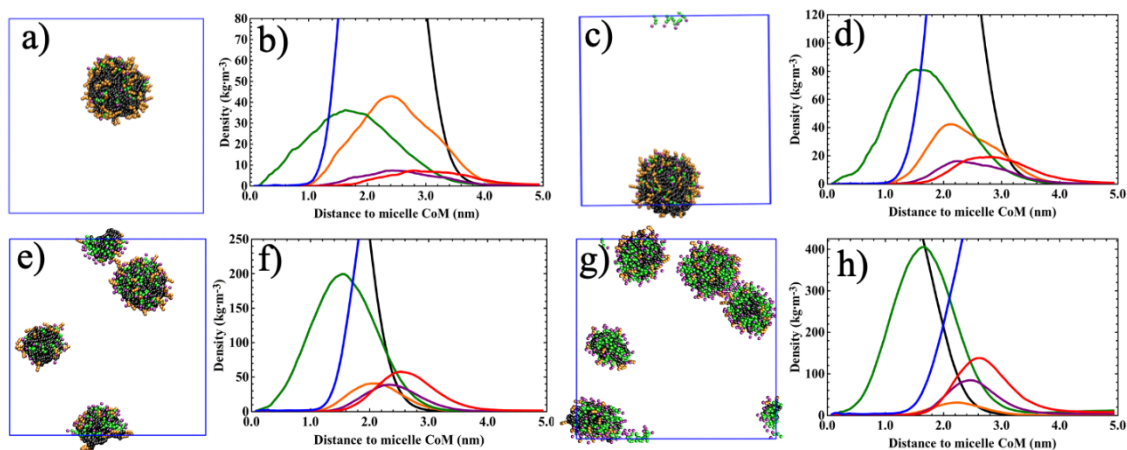 a)
b)
Density (kg·m-3)
80
70
60
50
40
30
20
10
0
0.0 1.0 2.0 3.0 4.0 5.0
Distance to micelle CoM (nm)
c)
d)
Density (kg·m-3)
120
100
80
60
40
20
0
0.0 1.0 2.0 3.0 4.0 5.0
Distance to micelle CoM (nm)
e)
f)
Density (kg·m-3)
250
200
150
100
50
0
0.0 1.0 2.0 3.0 4.0 5.0
Distance to micelle CoM (nm)
g)
h)
Density (kg·m-3)
400
300
200
100
0
0.0 1.0 2.0 3.0 4.0 5.0
Distance to micelle CoM (nm)